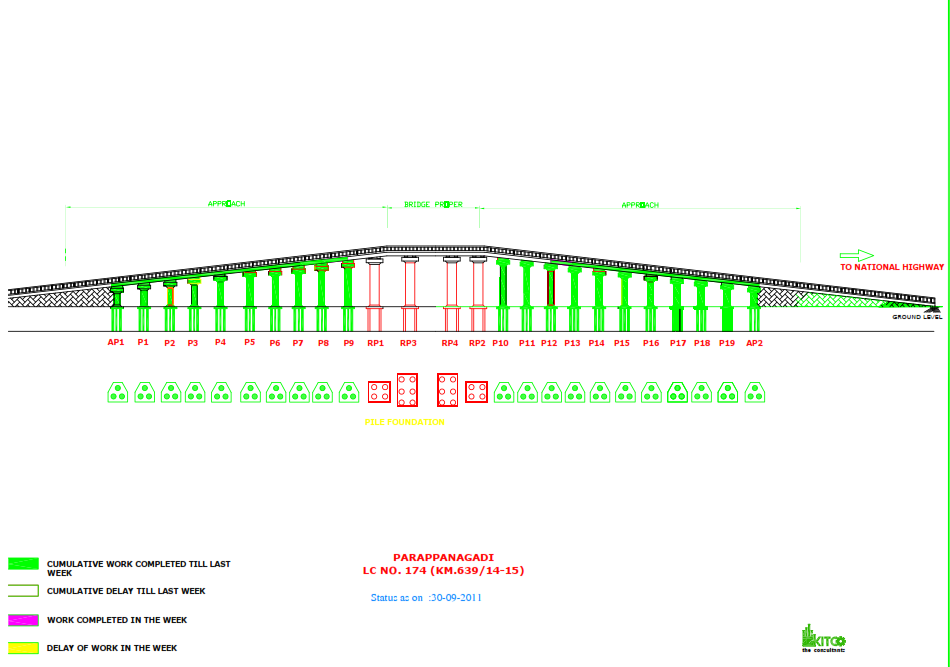 APPROACH BRIDGE PROPER APPROACH
TO NATIONAL HIGHWAY
GROUND LEVEL
AP1 P1 P2 P3 P4 P5 P6 P7 P8 P9 RP1 RP3 RP4 RP2 P10 P11 P12 P13 P14 P15 P16 P17 P18 P19 AP2
PILE FOUNDATION
PARAPPANAGADI
LC NO. 174 (KM.639/14-15)
Status as on :30-09-2011
CUMULATIVE WORK COMPLETED TILL LAST
WEEK
CUMULATIVE DELAY TILL LAST WEEK
WORK COMPLETED IN THE WEEK
DELAY OF WORK IN THE WEEK
KITCO
the consultants